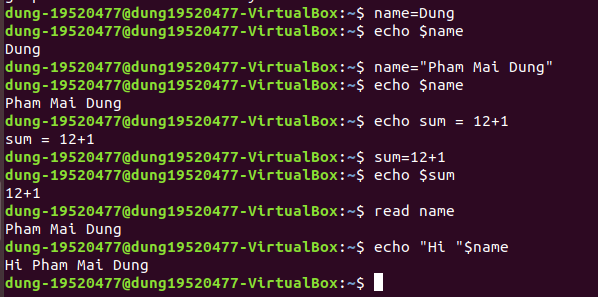 dung-19520477@dung19520477-VirtualBox:~$ name=Dung
dung-19520477@dung19520477-VirtualBox:~$ echo $name
Dung
dung-19520477@dung19520477-VirtualBox:~$ name="Pham Mai Dung"
dung-19520477@dung19520477-VirtualBox:~$ echo $name
Pham Mai Dung
dung-19520477@dung19520477-VirtualBox:~$ echo sum = 12+1
sum = 12+1
dung-19520477@dung19520477-VirtualBox:~$ sum=12+1
dung-19520477@dung19520477-VirtualBox:~$ echo $sum
12+1
dung-19520477@dung19520477-VirtualBox:~$ read name
Pham Mai Dung
dung-19520477@dung19520477-VirtualBox:~$ echo "Hi "$name
Hi Pham Mai Dung
dung-19520477@dung19520477-VirtualBox:~$